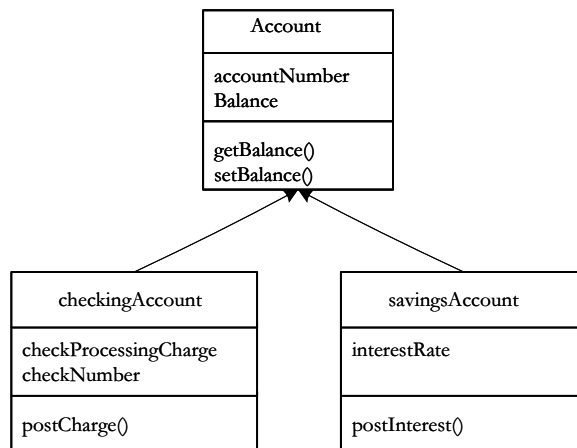 Account
accountNumber
Balance
getBalance()
setBalance()
checkingAccount
checkProcessingCharge
checkNumber
postCharge()
savingsAccount
interestRate
postInterest()